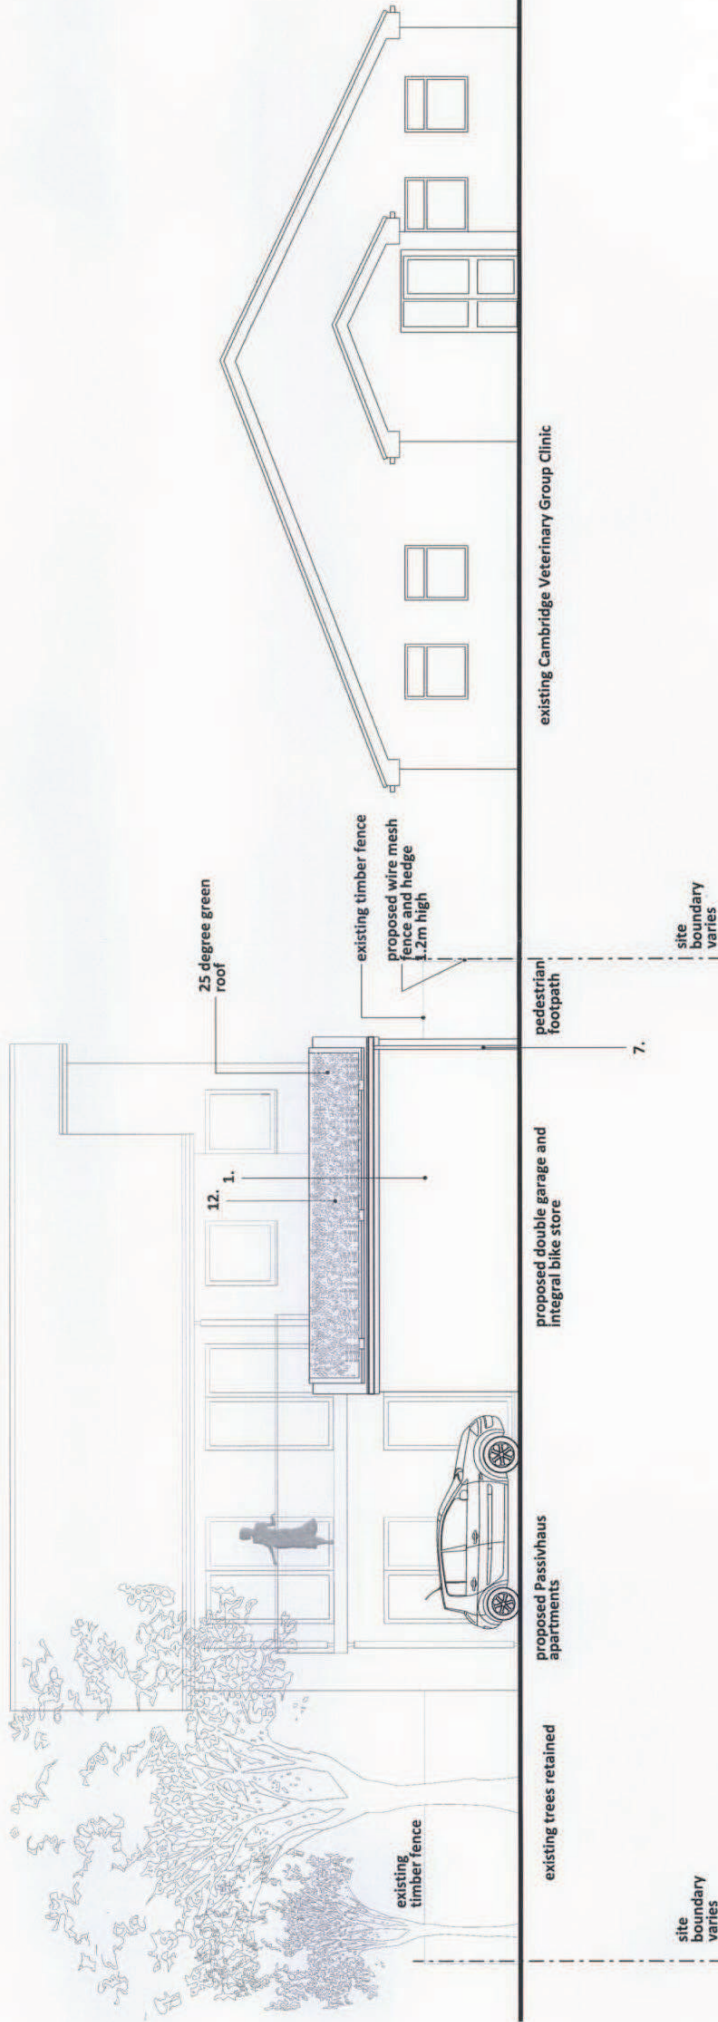 25 degree green
roof
12.
1.
existing timber fence
proposed wire mesh
fence and hedge
1.2m high
existing
timber fence
existing trees retained
proposed Passivhaus
apartments
proposed double garage and
integral bike store
pedestrian
footpath
existing Cambridge Veterinary Group Clinic
7.
site
boundary
varies
site
boundary
varies